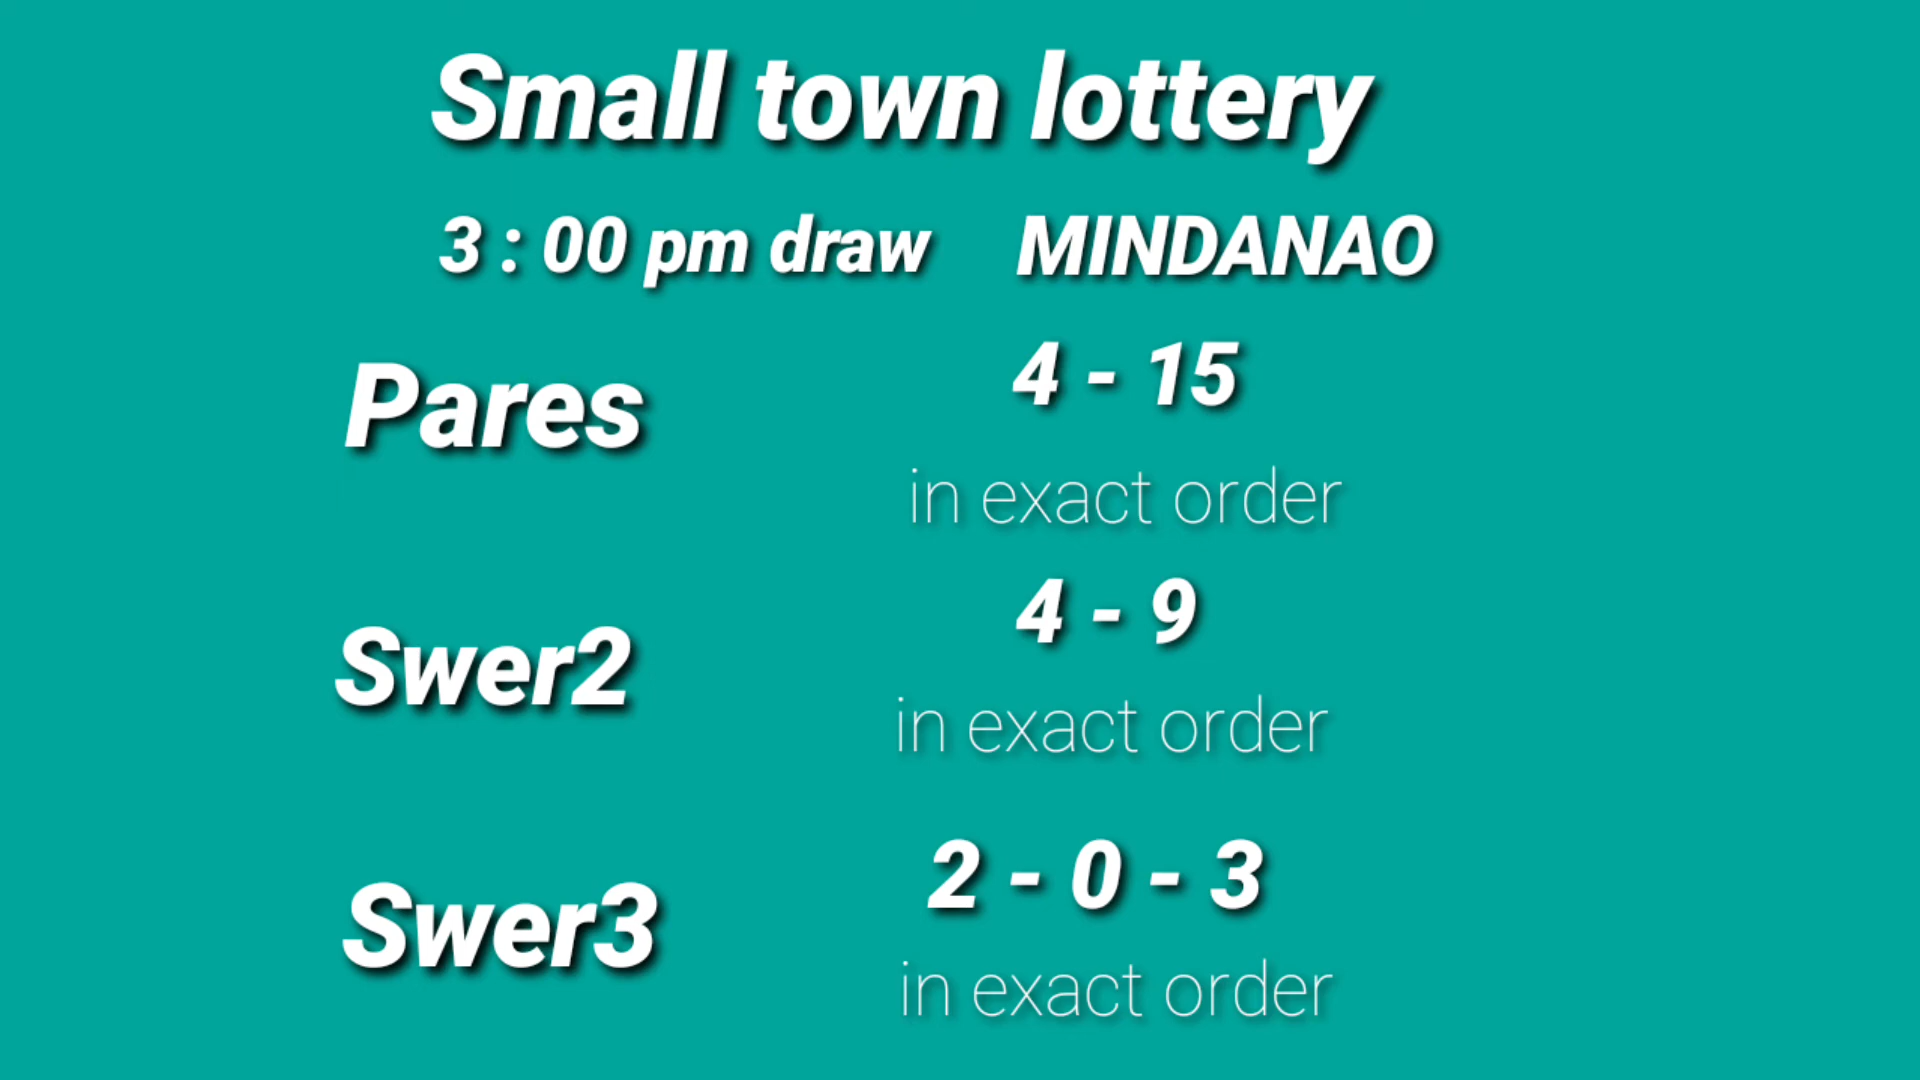 Small town lottery
3 : 00 pm draw MINDANAO
Pares 4 - 15
in exact order
Swer2 4 - 9
in exact order
Swer3 2 - 0 - 3
in exact order